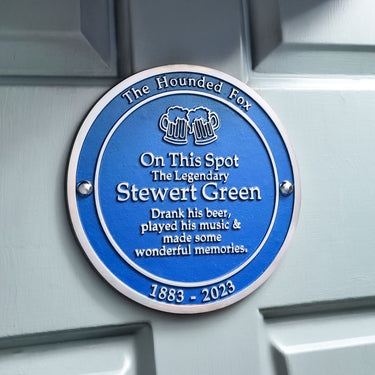 The Hounded Fox
On This Spot
The Legendary
Stewert Green
Drank his beer,
played his music &
made some
wonderful memories.
1883 - 2023